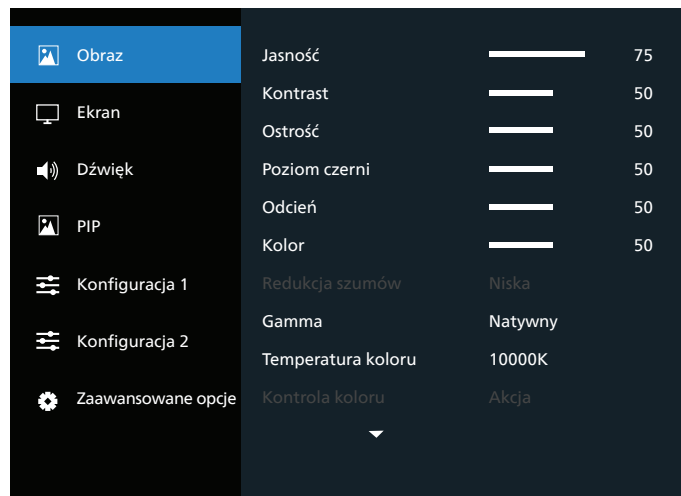 Obraz
Ekran
Dźwięk
PIP
Konfiguracja 1
Konfiguracja 2
Zaawansowane opcje
Jasność 75
Kontrast 50
Ostrość 50
Poziom czerni 50
Odcień 50
Kolor 50
Redukcja szumów Niska
Gamma Natywny
Temperatura koloru 10000K
Kontrola koloru Akcja